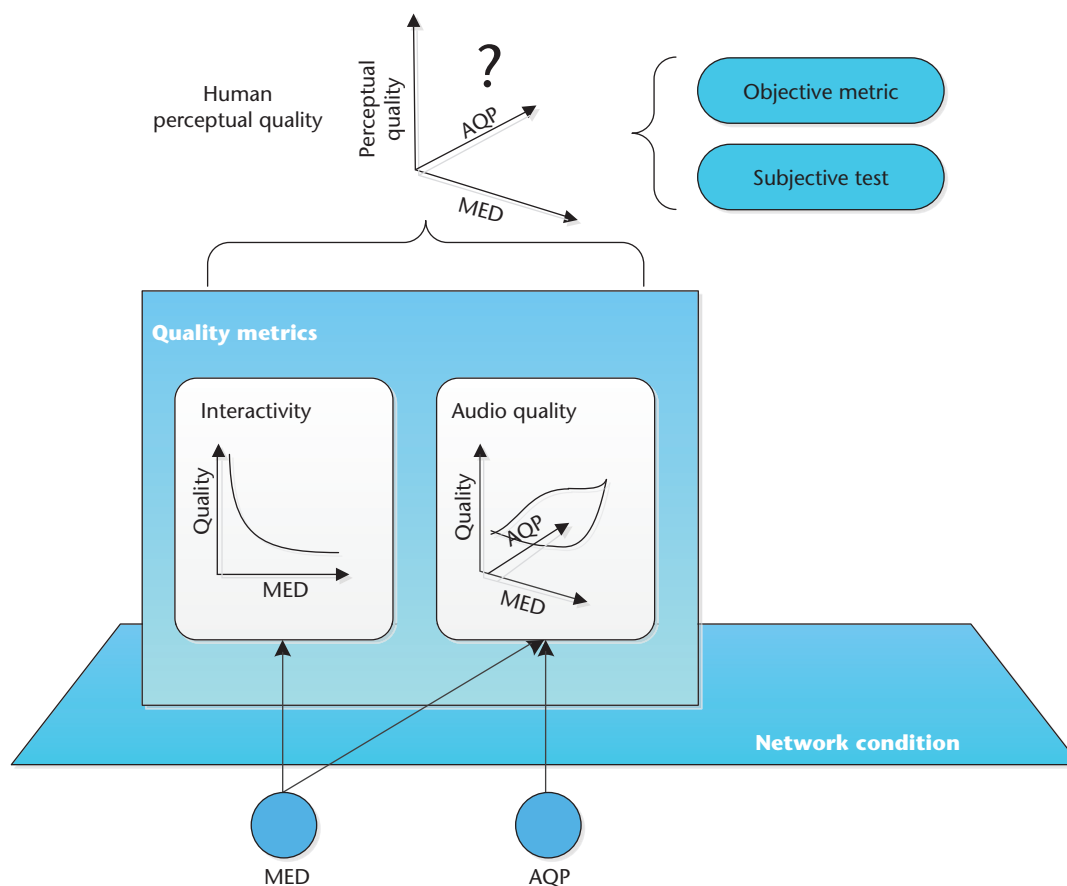 Human
perceptual quality
Perceptual
quality
?
AQP
MED
Objective metric
Subjective test
Quality metrics
Interactivity
Quality
MED
Audio quality
Quality
AQP
MED
Network condition
MED
AQP